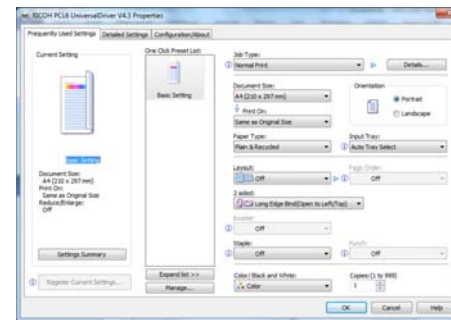 RICOH PCL6 UniversalDriver V4.3 Properties
Frequently Used Settings Detailed Settings Configuration/About
Current Setting
One Click Preset List:
Job Type:
Normal Print
Details...
Basic Setting
Document Size:
A4 (210 x 297 mm)
Orientation
Portrait
Landscape
Print On:
Same as Original Size
Paper Type:
Plain & Recycled
Input Tray:
Auto Tray Select
Basic Setting
Document Size:
A4 (210 x 297 mm)
Print On:
Same as Original Size
Reduce/Enlarge:
Off
Layout:
Off
Page Order:
Off
2 sided:
Long Edge Bind(Open to Left/Top)
Booklet:
Off
Staple:
Off
Punch:
Off
Settings Summary
Register Current Settings...
Expand list >>
Manage...
Color/Black and White:
Color
Copies:(1 to 999)
1
OK Cancel Help